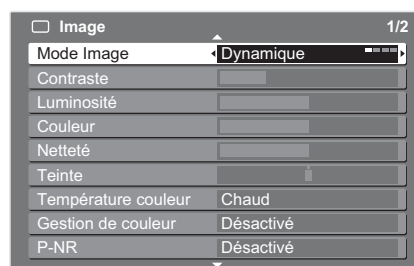 Image 1/2
Mode Image Dynamique
Contraste
Luminosité
Couleur
Netteté
Teinte
Température couleur Chaud
Gestion de couleur Désactivé
P-NR Désactivé